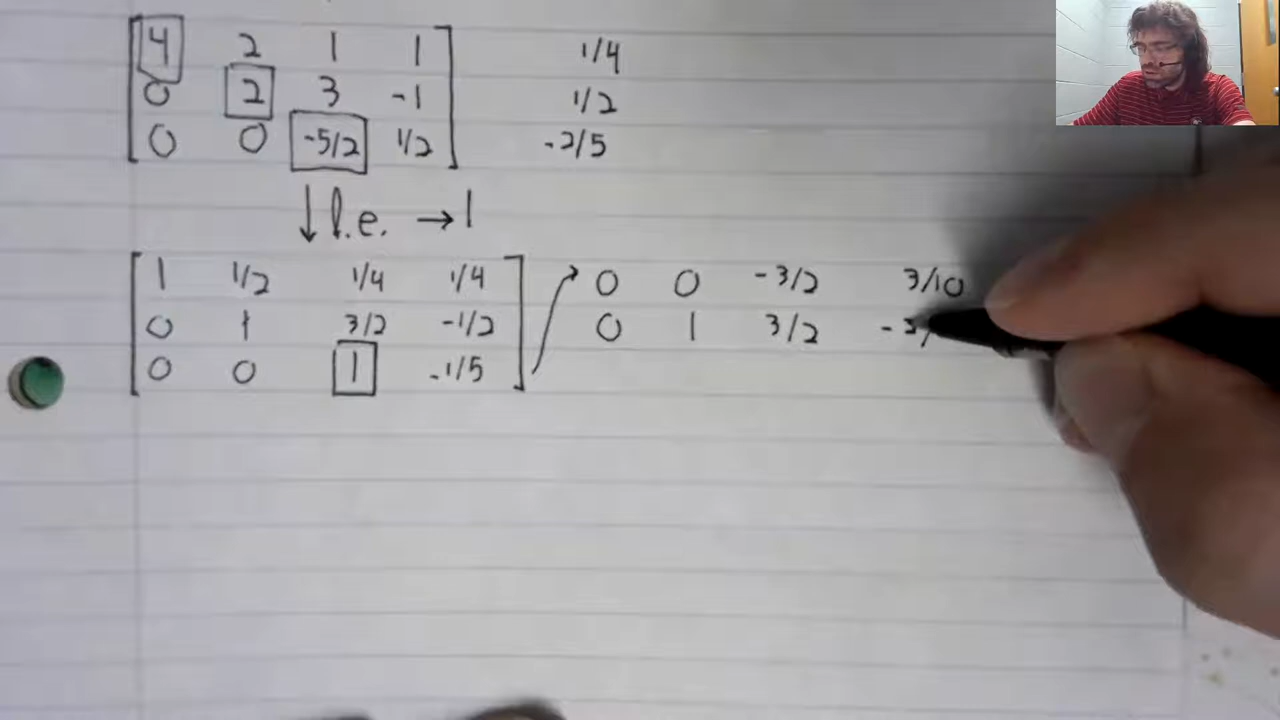 4 2 1 1 1/4
0 2 3 -1 1/2
0 0 -5/2 1/2 -2/5
↓ l.e. → 1
1 1/2 1/4 1/4 0 0 -3/2 3/10
0 1 3/2 -1/2 0 1 3/2
0 0 1 -1/5